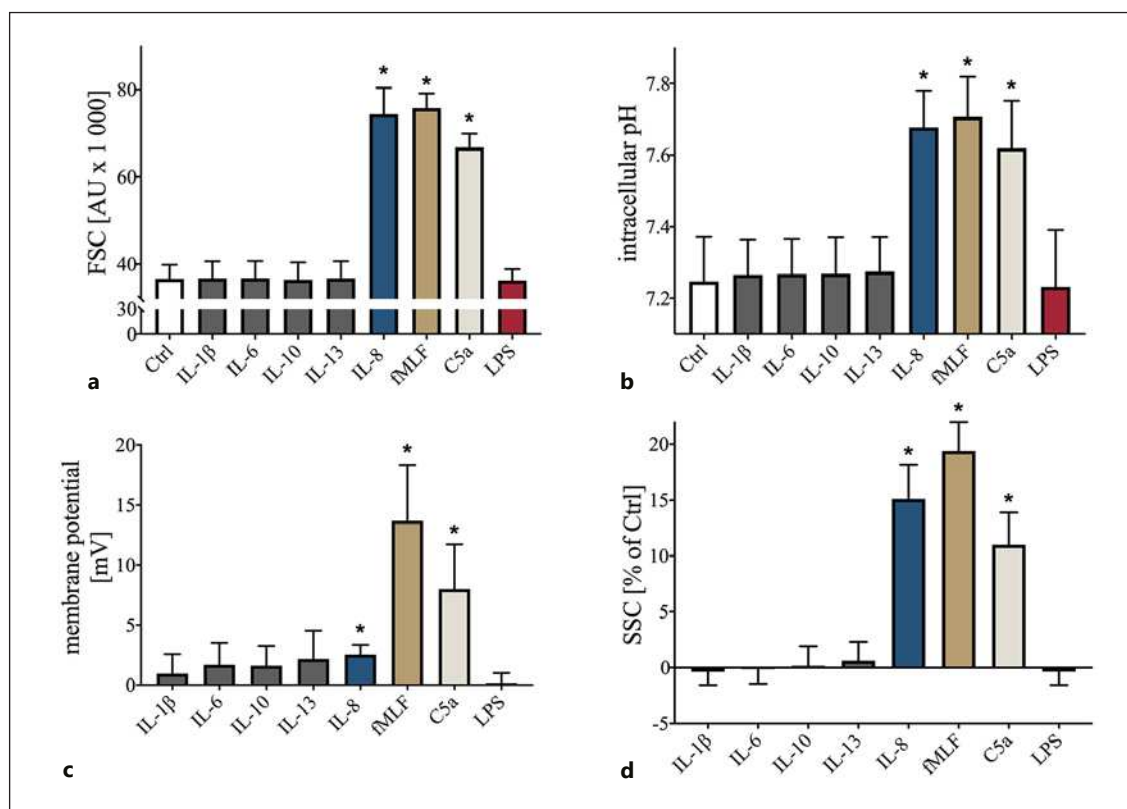 FSC [AU x 1 000]
80
60
40
30
0
*
*
*
Ctrl
IL-1β
IL-6
IL-10
IL-13
IL-8
fMLF
C5a
LPS
a
intracellular pH
7.8
7.6
7.4
7.2
*
*
*
Ctrl
IL-1β
IL-6
IL-10
IL-13
IL-8
fMLF
C5a
LPS
b
membrane potential
[mV]
20
15
10
5
0
*
*
*
IL-1β
IL-6
IL-10
IL-13
IL-8
fMLF
C5a
LPS
c
SSC [% of Ctrl]
20
15
10
5
0
−5
*
*
*
IL-1β
IL-6
IL-10
IL-13
IL-8
fMLF
C5a
LPS
d